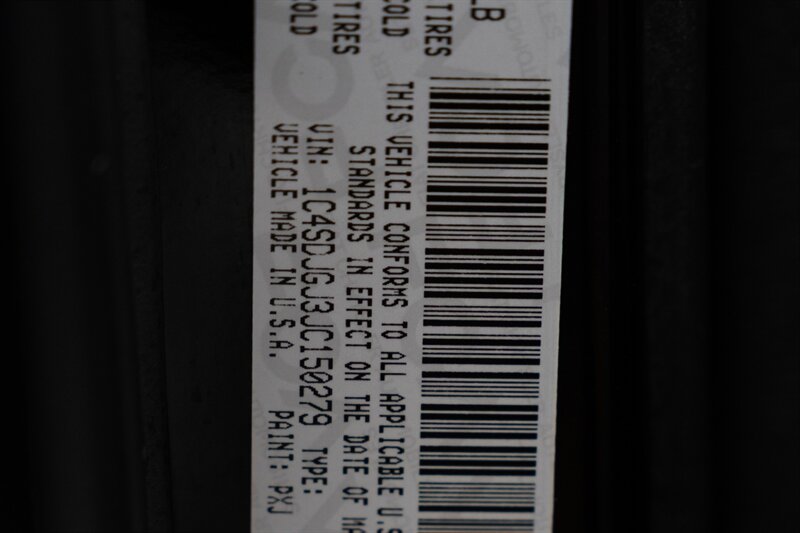 LB
TIRES
COLD
TIRES
COLD
THIS VEHICLE CONFORMS TO ALL APPLICABLE U.S
STANDARDS IN EFFECT ON THE DATE OF MA
VIN: 1C4SDJGJ3JC150279 TYPE:
VEHICLE MADE IN U.S.A. PAINT: PXJ